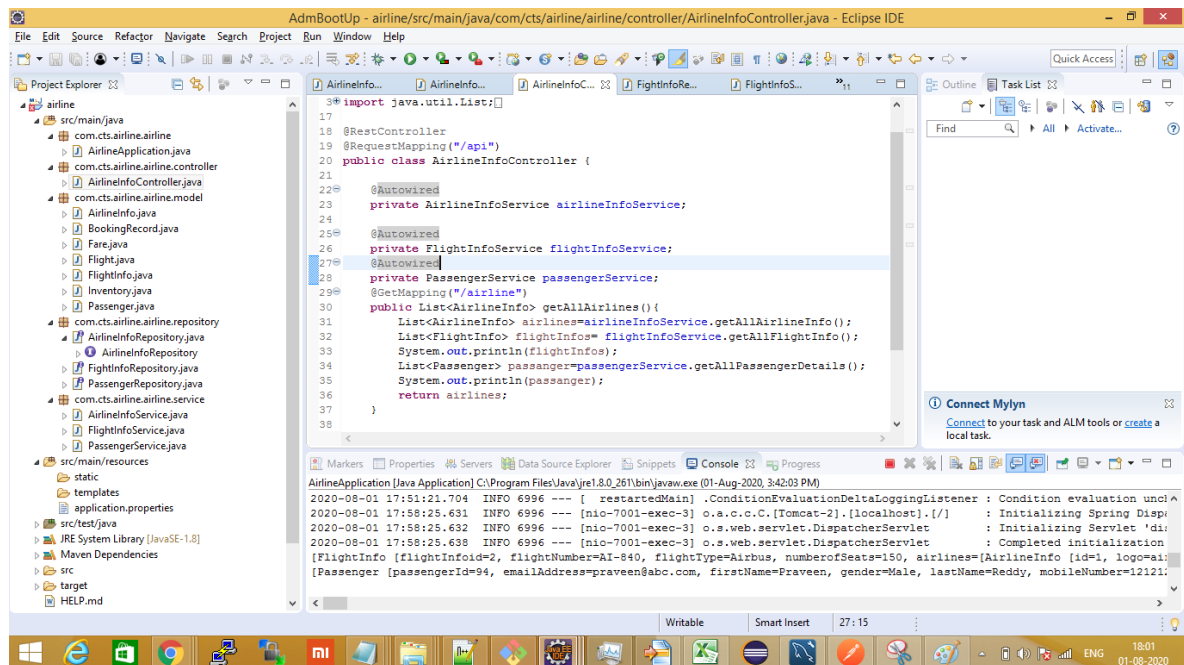 AdmBootUp - airline/src/main/java/com/cts/airline/airline/controller/AirlineInfoController.java - Eclipse IDE
File Edit Source Refactor Navigate Search Project Run Window Help
Quick Access
Project Explorer
airline
src/main/java
com.cts.airline.airline
AirlineApplication.java
com.cts.airline.airline.controller
AirlineInfoController.java
com.cts.airline.airline.model
AirlineInfo.java
BookingRecord.java
Fare.java
Flight.java
FlightInfo.java
Inventory.java
Passenger.java
com.cts.airline.airline.repository
AirlineInfoRepository.java
AirlineInfoRepository
FightInfoRepository.java
PassengerRepository.java
com.cts.airline.airline.service
AirlineInfoService.java
FlightInfoService.java
PassengerService.java
src/main/resources
static
templates
application.properties
src/test/java
JRE System Library [JavaSE-1.8]
Maven Dependencies
src
target
HELP.md
AirlineInfo... AirlineInfo... AirlineInfoC... FightInfoRe... FlightInfoS... 11
3 import java.util.List;
17
18 @RestController
19 @RequestMapping("/api")
20 public class AirlineInfoController {
21
22 @Autowired
23 private AirlineInfoService airlineInfoService;
24
25 @Autowired
26 private FlightInfoService flightInfoService;
27 @Autowired
28 private PassengerService passengerService;
29 @GetMapping("/airline")
30 public List<AirlineInfo> getAllAirlines(){
31 List<AirlineInfo> airlines=airlineInfoService.getAllAirlineInfo();
32 List<FlightInfo> flightInfos= flightInfoService.getAllFlightInfo();
33 System.out.println(flightInfos);
34 List<Passenger> passanger=passengerService.getAllPassengerDetails();
35 System.out.println(passanger);
36 return airlines;
37 }
38
Outline Task List
Find All Activate...
Connect Mylyn
Connect to your task and ALM tools or create a
local task.
Markers Properties Servers Data Source Explorer Snippets Console Progress
AirlineApplication [Java Application] C:\Program Files\Java\jre1.8.0_261\bin\javaw.exe (01-Aug-2020, 3:42:03 PM)
2020-08-01 17:51:21.704 INFO 6996 --- [ restartedMain] .ConditionEvaluationDeltaLoggingListener : Condition evaluation unc
2020-08-01 17:58:25.631 INFO 6996 --- [nio-7001-exec-3] o.a.c.c.C.[Tomcat-2].[localhost].[/] : Initializing Spring Disp
2020-08-01 17:58:25.632 INFO 6996 --- [nio-7001-exec-3] o.s.web.servlet.DispatcherServlet : Initializing Servlet 'di
2020-08-01 17:58:25.638 INFO 6996 --- [nio-7001-exec-3] o.s.web.servlet.DispatcherServlet : Completed initialization
[FlightInfo [flightInfoid=2, flightNumber=AI-840, flightType=Airbus, numberofSeats=150, airlines=[AirlineInfo [id=1, logo=ai
[Passenger [passengerId=94, emailAddress=praveen@abc.com, firstName=Praveen, gender=Male, lastName=Reddy, mobileNumber=12121
Writable Smart Insert 27 : 15
ENG
18:01
01-08-2020